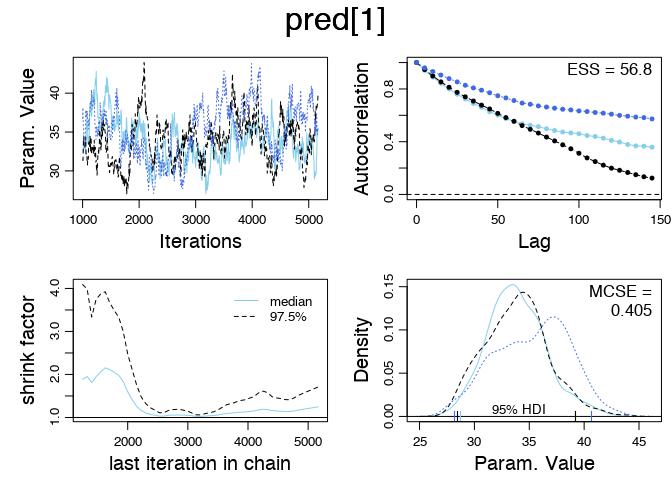 pred[1]
Param. Value
40
35
30
1000 2000 3000 4000 5000
Iterations
Autocorrelation
0.8
0.4
0.0
ESS = 56.8
0 50 100 150
Lag
shrink factor
4.0
3.0
2.0
1.0
median
97.5%
2000 3000 4000 5000
last iteration in chain
Density
0.15
0.10
0.05
0.00
MCSE =
0.405
95% HDI
25 30 35 40 45
Param. Value